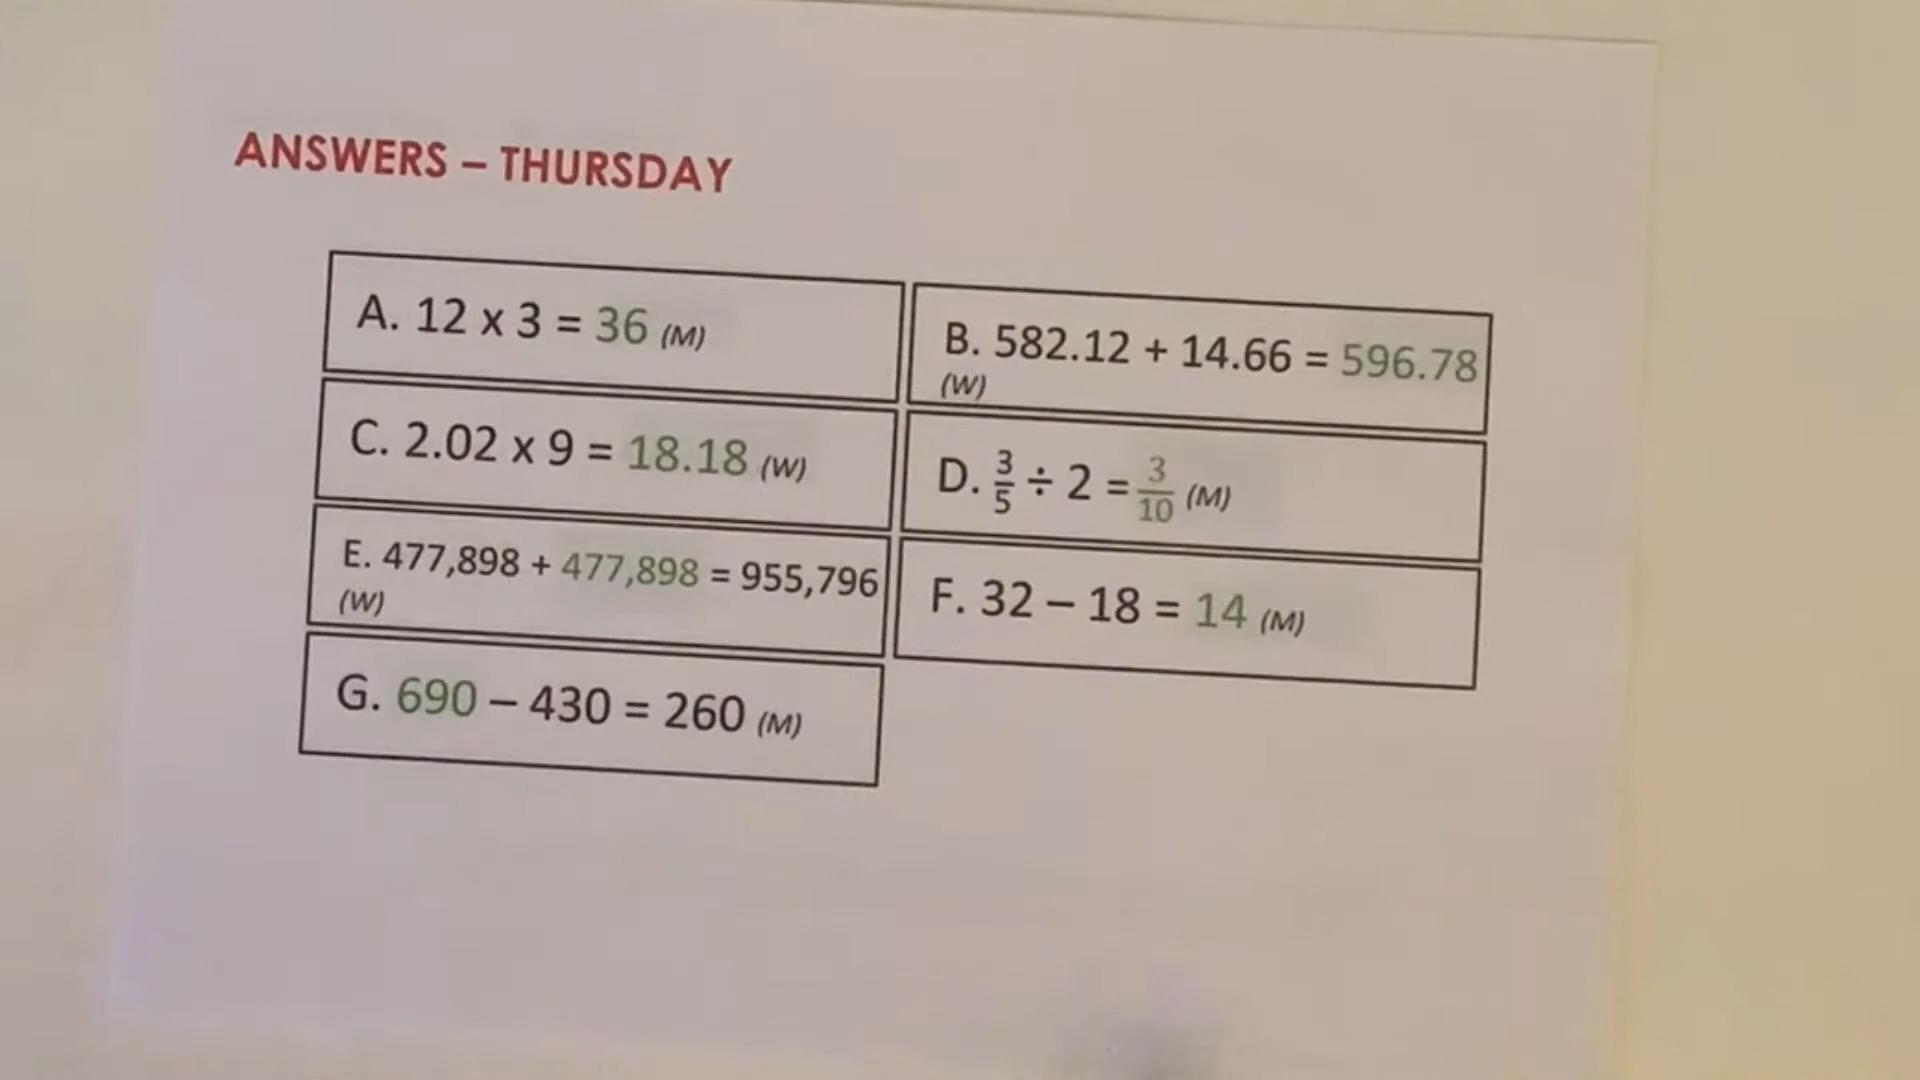 ANSWERS – THURSDAY
A. 12 x 3 = 36 (M)
B. 582.12 + 14.66 = 596.78
(W)
C. 2.02 x 9 = 18.18 (W)
D. 3/5 ÷ 2 = 3/10 (M)
E. 477,898 + 477,898 = 955,796
(W)
F. 32 – 18 = 14 (M)
G. 690 – 430 = 260 (M)